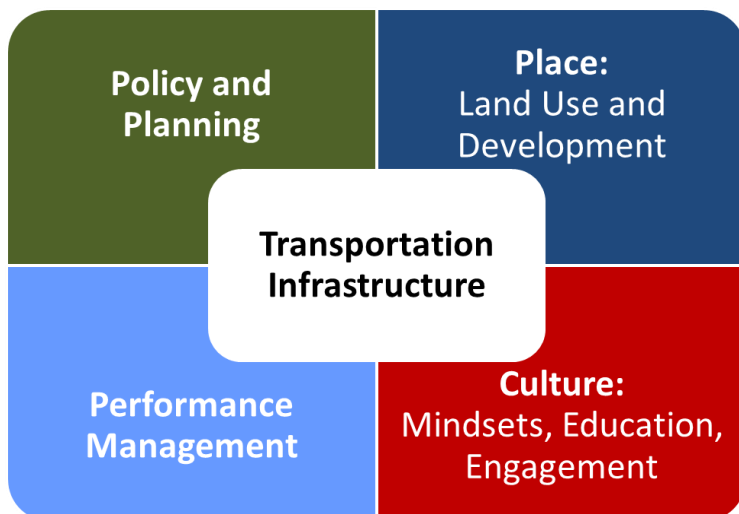 Policy and
Planning
Place:
Land Use and
Development
Transportation
Infrastructure
Performance
Management
Culture:
Mindsets, Education,
Engagement